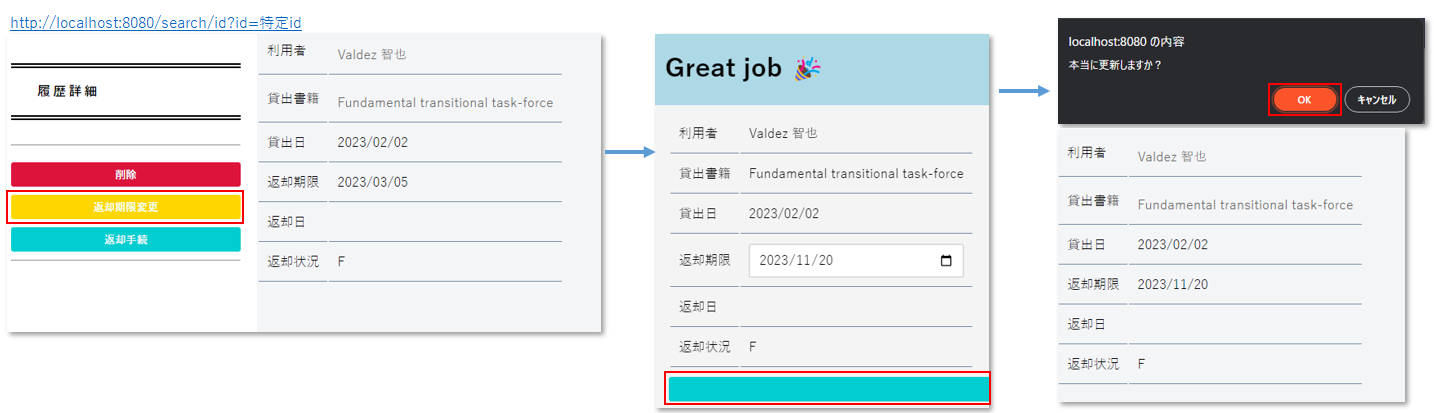 http://localhost:8080/search/id?id=特定id
履歴詳細
削除
返却期限変更
返却手続
利用者 Valdez 智也
貸出書籍 Fundamental transitional task-force
貸出日 2023/02/02
返却期限 2023/03/05
返却日
返却状況 F
Great job 🎉
利用者 Valdez 智也
貸出書籍 Fundamental transitional task-force
貸出日 2023/02/02
返却期限 2023/11/20
返却日
返却状況 F
localhost:8080 の内容
本当に更新しますか？
OK キャンセル
利用者 Valdez 智也
貸出書籍 Fundamental transitional task-force
貸出日 2023/02/02
返却期限 2023/11/20
返却日
返却状況 F